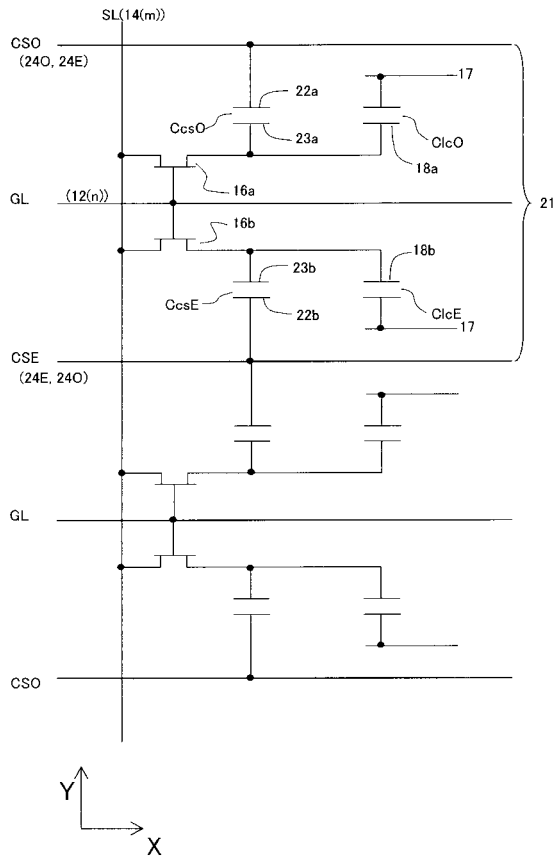 SL(14(m))
CSO
(24O, 24E)
17
22a
CcsO
23a
ClcO
18a
16a
GL
(12(n))
21
16b
23b
18b
CcsE
22b
ClcE
17
CSE
(24E, 24O)
GL
CSO
Y
X